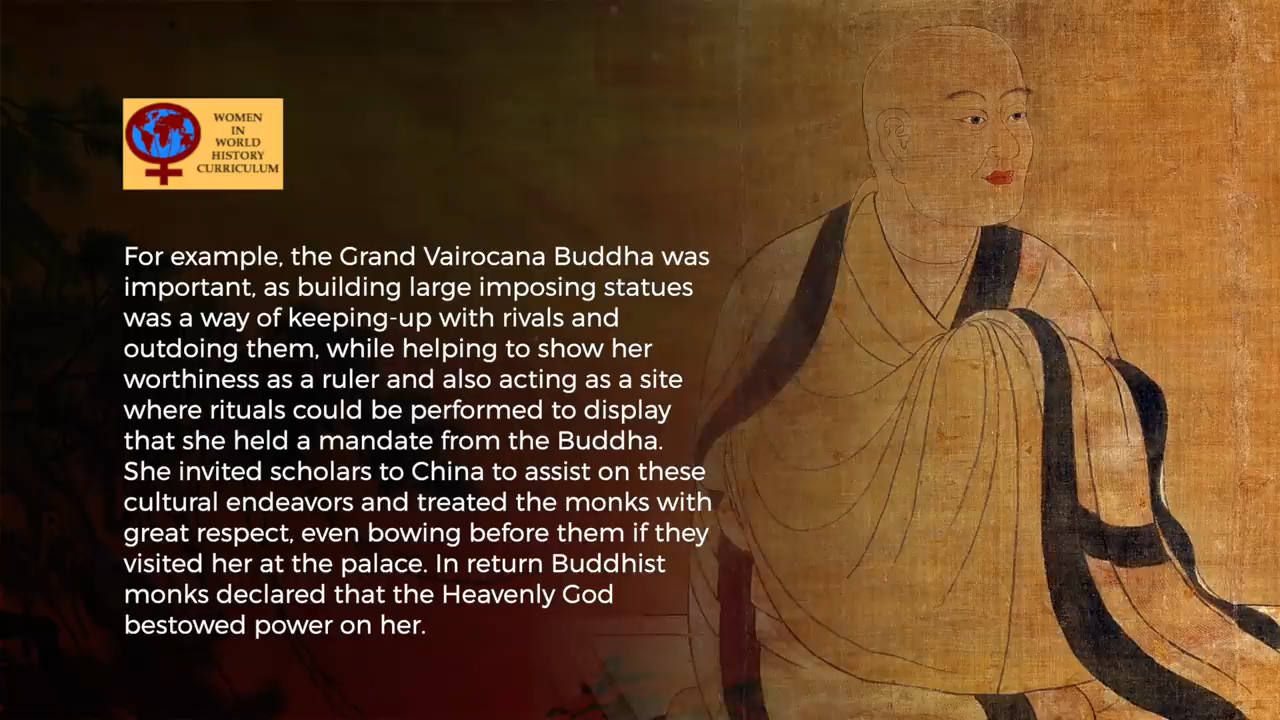 WOMEN
IN
WORLD
HISTORY
CURRICULUM
For example, the Grand Vairocana Buddha was
important, as building large imposing statues
was a way of keeping-up with rivals and
outdoing them, while helping to show her
worthiness as a ruler and also acting as a site
where rituals could be performed to display
that she held a mandate from the Buddha.
She invited scholars to China to assist on these
cultural endeavors and treated the monks with
great respect, even bowing before them if they
visited her at the palace. In return Buddhist
monks declared that the Heavenly God
bestowed power on her.